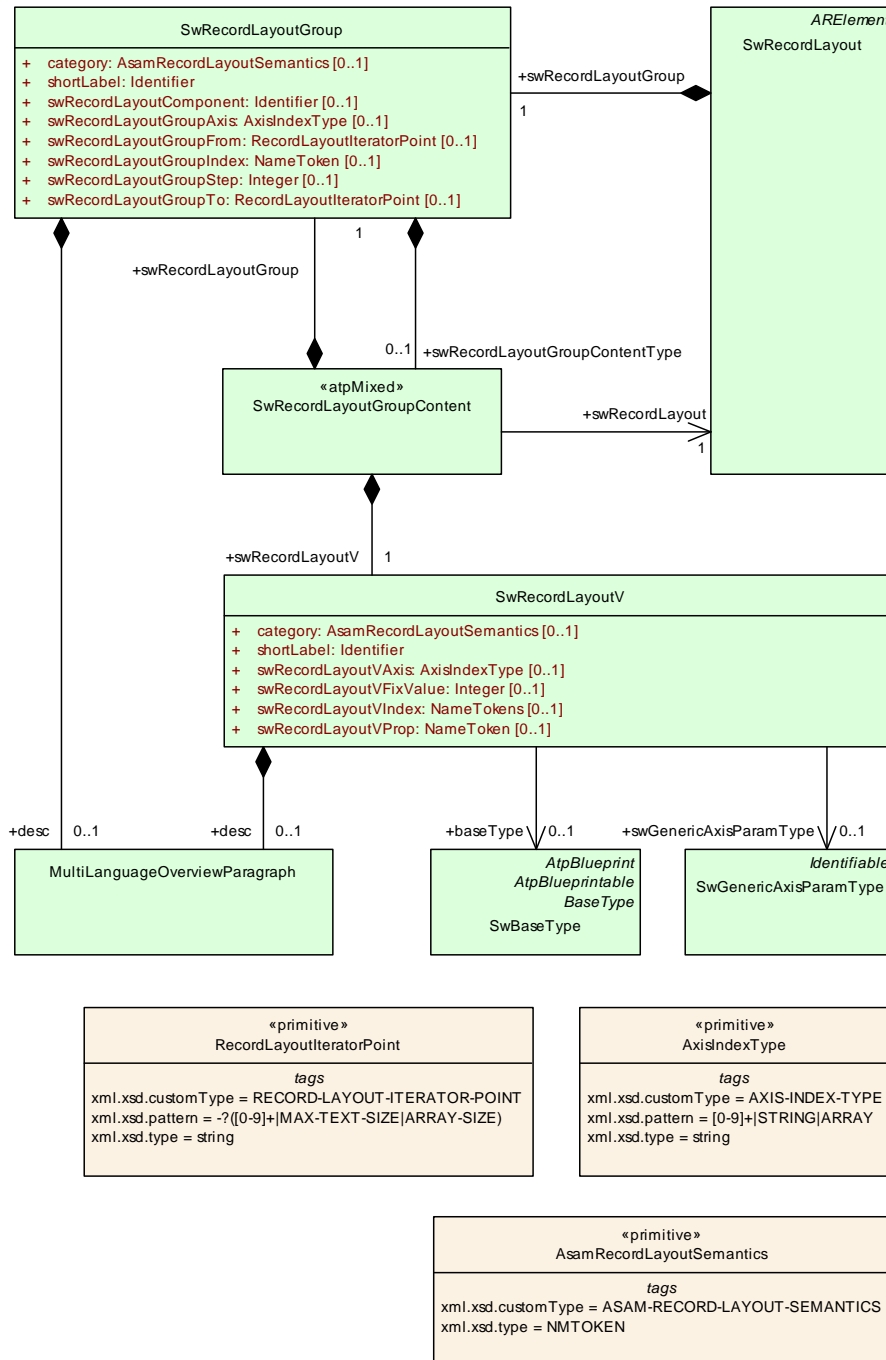 SwRecordLayoutGroup
+ category: AsamRecordLayoutSemantics [0..1]
+ shortLabel: Identifier
+ swRecordLayoutComponent: Identifier [0..1]
+ swRecordLayoutGroupAxis: AxisIndexType [0..1]
+ swRecordLayoutGroupFrom: RecordLayoutIteratorPoint [0..1]
+ swRecordLayoutGroupIndex: NameToken [0..1]
+ swRecordLayoutGroupStep: Integer [0..1]
+ swRecordLayoutGroupTo: RecordLayoutIteratorPoint [0..1]
ARElement
SwRecordLayout
+swRecordLayoutGroup
1
1
+swRecordLayoutGroup
0..1
+swRecordLayoutGroupContentType
«atpMixed»
SwRecordLayoutGroupContent
+swRecordLayout
1
+swRecordLayoutV
1
SwRecordLayoutV
+ category: AsamRecordLayoutSemantics [0..1]
+ shortLabel: Identifier
+ swRecordLayoutVAxis: AxisIndexType [0..1]
+ swRecordLayoutVFixValue: Integer [0..1]
+ swRecordLayoutVIndex: NameTokens [0..1]
+ swRecordLayoutVProp: NameToken [0..1]
+desc 0..1
+desc 0..1
+baseType 0..1
+swGenericAxisParamType 0..1
MultiLanguageOverviewParagraph
AtpBlueprint
AtpBlueprintable
BaseType
SwBaseType
Identifiable
SwGenericAxisParamType
«primitive»
RecordLayoutIteratorPoint
tags
xml.xsd.customType = RECORD-LAYOUT-ITERATOR-POINT
xml.xsd.pattern = -?([0-9]+|MAX-TEXT-SIZE|ARRAY-SIZE)
xml.xsd.type = string
«primitive»
AxisIndexType
tags
xml.xsd.customType = AXIS-INDEX-TYPE
xml.xsd.pattern = [0-9]+|STRING|ARRAY
xml.xsd.type = string
«primitive»
AsamRecordLayoutSemantics
tags
xml.xsd.customType = ASAM-RECORD-LAYOUT-SEMANTICS
xml.xsd.type = NMTOKEN